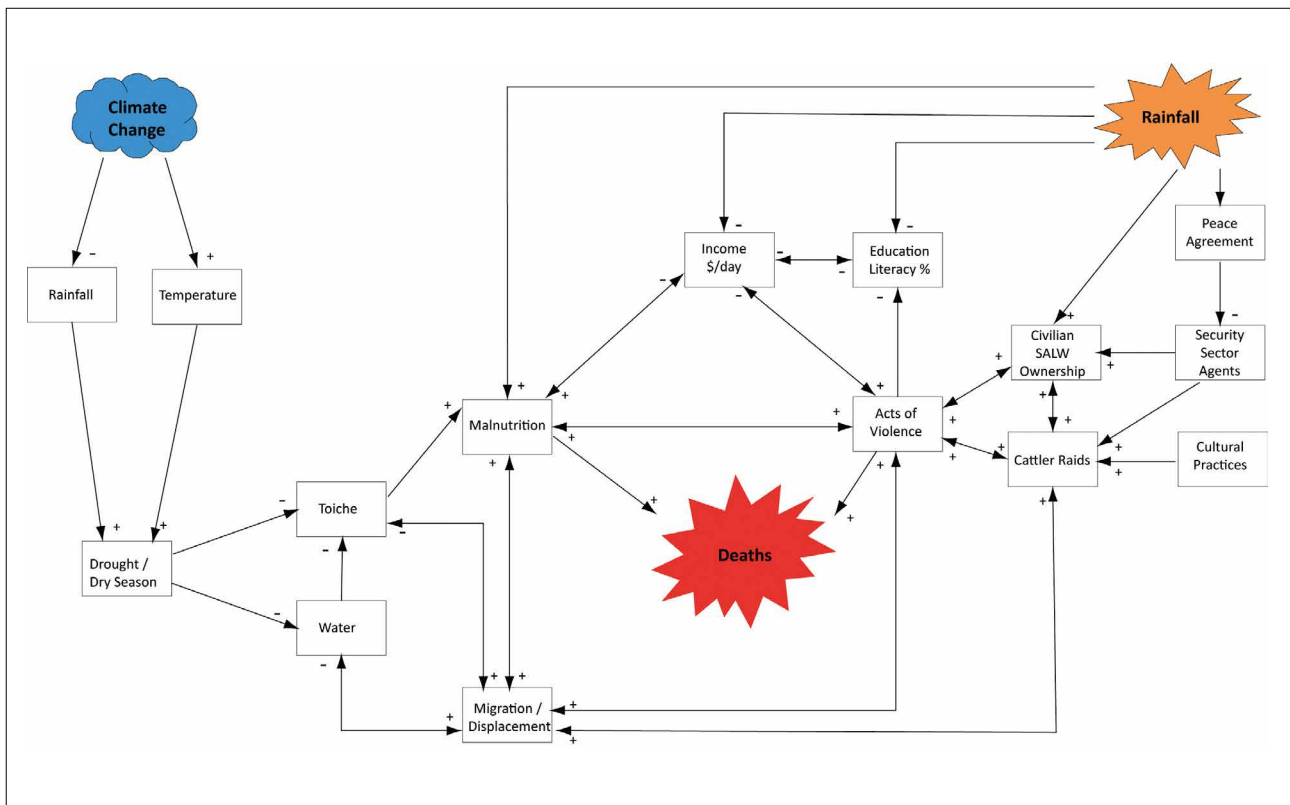 Climate
Change
Rainfall
Rainfall
Temperature
Income
$/day
Education
Literacy %
Peace
Agreement
Civilian
SALW
Ownership
Security
Sector
Agents
Malnutrition
Acts of
Violence
Cattler Raids
Cultural
Practices
Toiche
Drought /
Dry Season
Deaths
Water
Migration /
Displacement